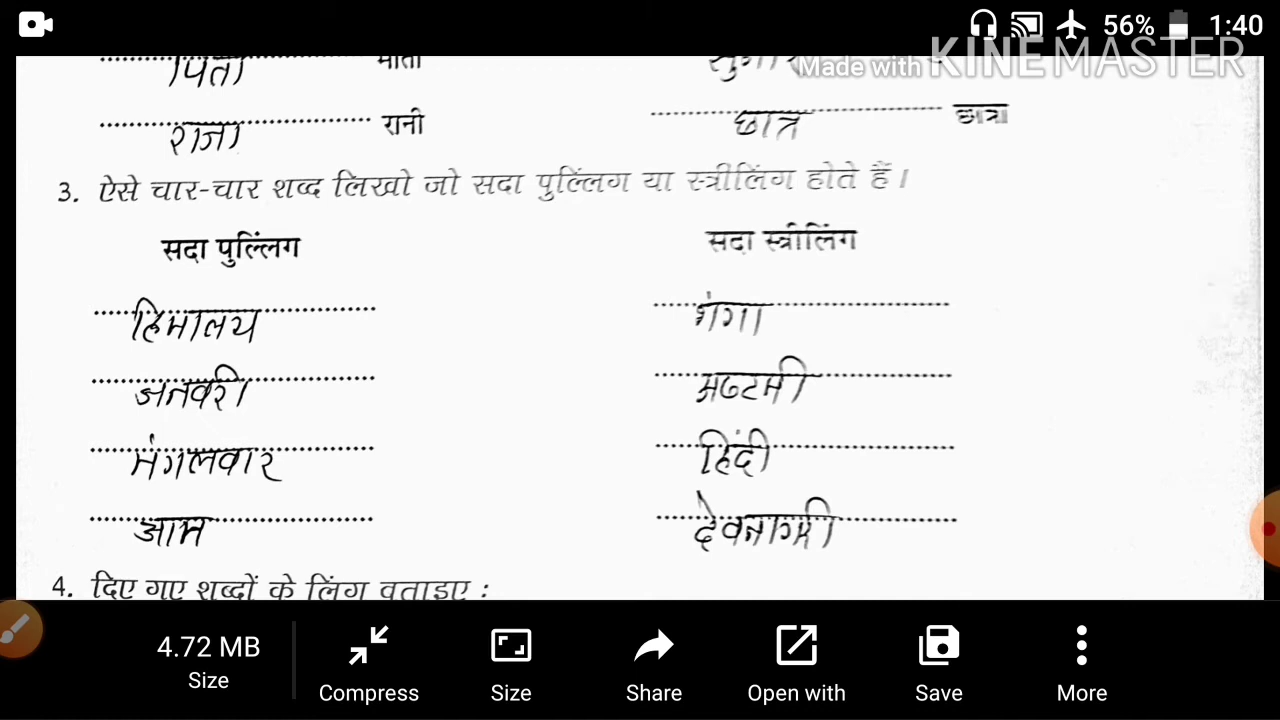 56% 1:40
Made with KINEMASTER
पिता माता
राजा रानी छात्र छात्रा
3. ऐसे चार-चार शब्द लिखो जो सदा पुल्लिंग या स्त्रीलिंग होते हैं।
सदा पुल्लिंग सदा स्त्रीलिंग
हिमालय गंगा
जनवरी अष्टमी
मंगलवार हिंदी
आम देवनागरी
4. दिए गए शब्दों के लिंग बताइए :
4.72 MB
Size Compress Size Share Open with Save More